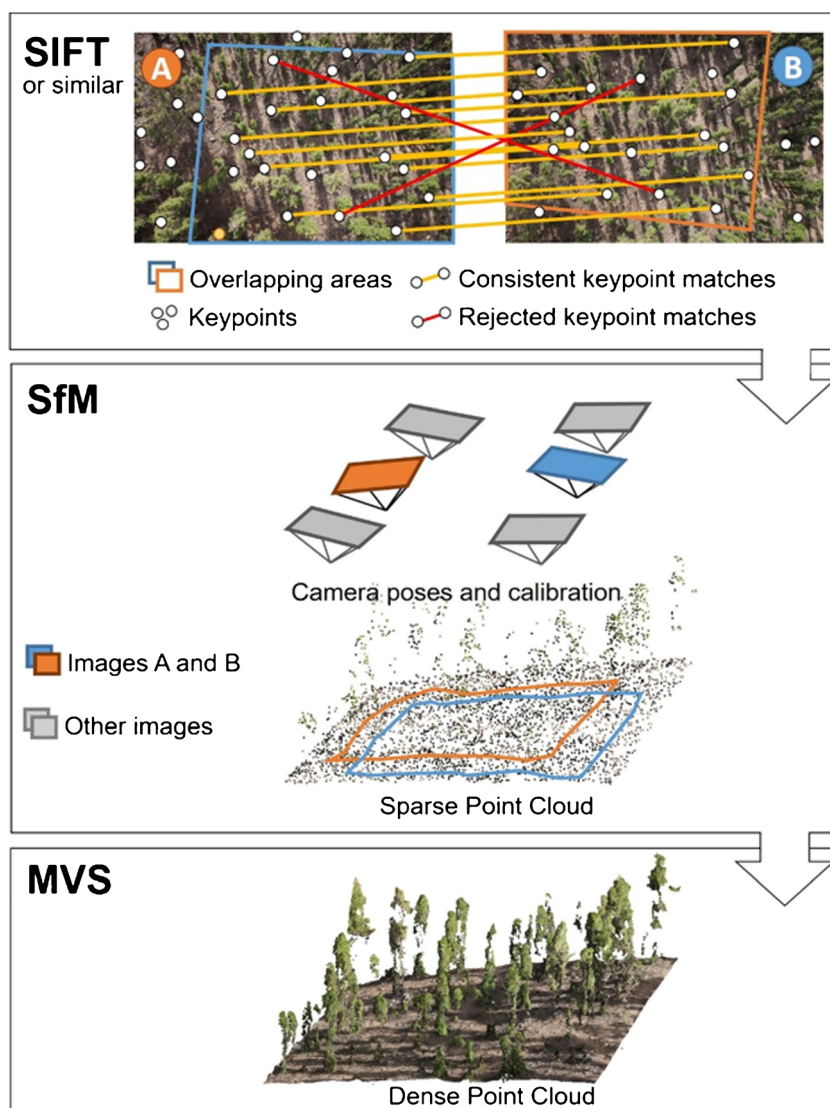 SIFT
or similar
A
B
Overlapping areas
Consistent keypoint matches
Keypoints
Rejected keypoint matches
SfM
Camera poses and calibration
Images A and B
Other images
Sparse Point Cloud
MVS
Dense Point Cloud